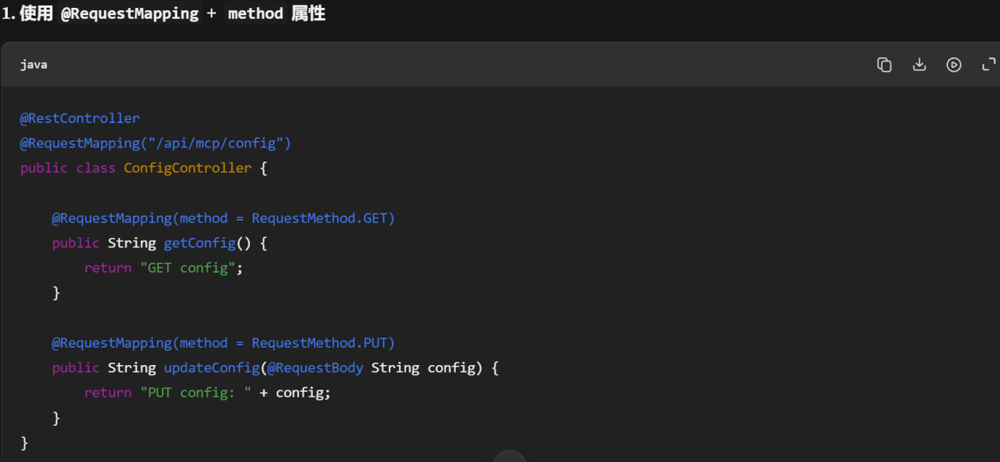 1. 使用 @RequestMapping + method 属性
java
@RestController
@RequestMapping("/api/mcp/config")
public class ConfigController {
    @RequestMapping(method = RequestMethod.GET)
    public String getConfig() {
        return "GET config";
    }
    @RequestMapping(method = RequestMethod.PUT)
    public String updateConfig(@RequestBody String config) {
        return "PUT config: " + config;
    }
}